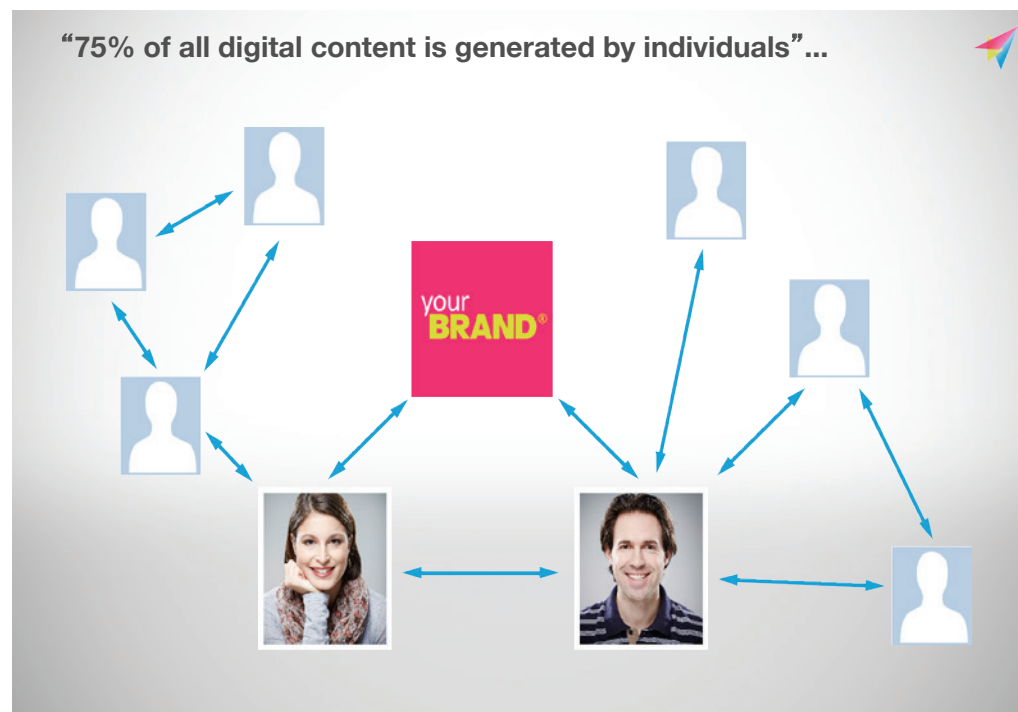 “75% of all digital content is generated by individuals”...
your
BRAND®